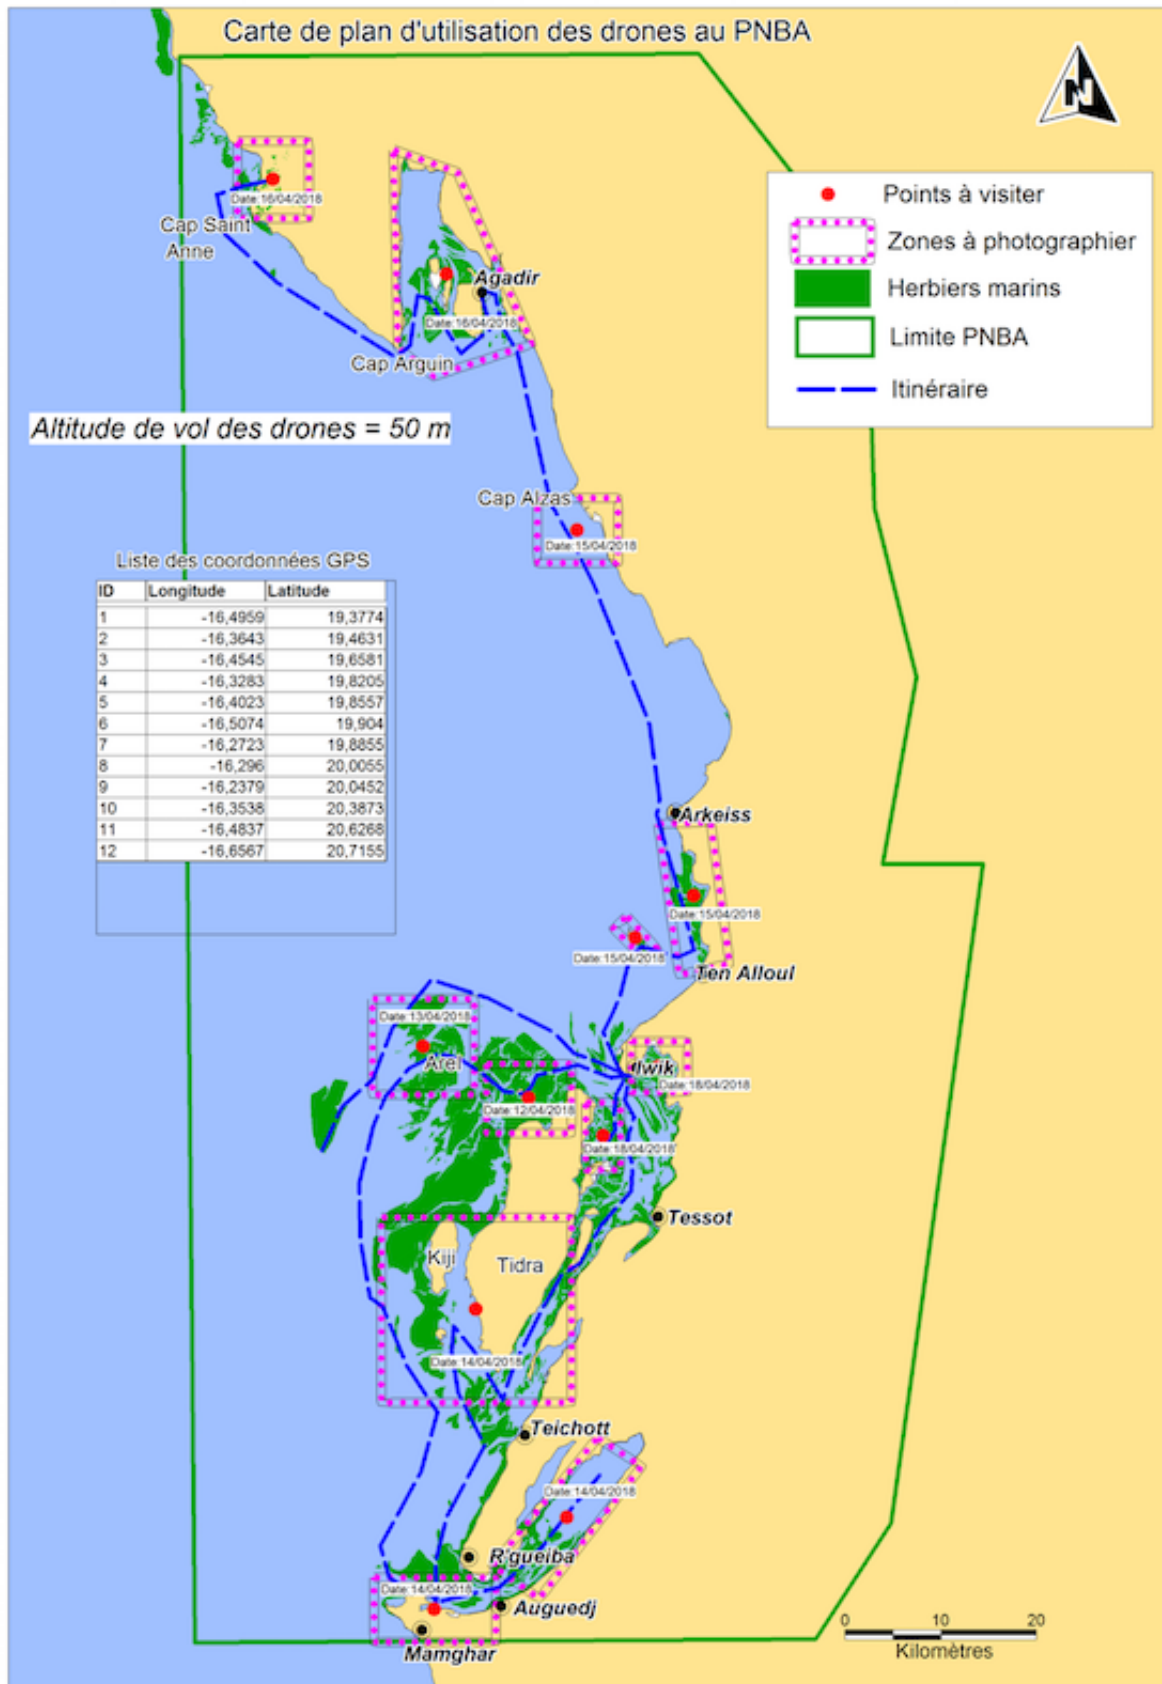 Carte de plan d'utilisation des drones au PNBA
N
Points à visiter
Zones à photographier
Herbiers marins
Limite PNBA
Itinéraire
Date:16/04/2018
Cap Saint
Anne
Agadir
Date:16/04/2018
Cap Arguin
Altitude de vol des drones = 50 m
Cap Alzas
Date:15/04/2018
Liste des coordonnées GPS
ID Longitude Latitude
1 -16,4959 19,3774
2 -16,3643 19,4631
3 -16,4545 19,6581
4 -16,3283 19,8205
5 -16,4023 19,8557
6 -16,5074 19,904
7 -16,2723 19,8855
8 -16,296 20,0055
9 -16,2379 20,0452
10 -16,3538 20,3873
11 -16,4837 20,6268
12 -16,6567 20,7155
Arkeiss
Date:15/04/2018
Date:15/04/2018
Ten Alloul
Date:13/04/2018
Arel
Iwik
Date:18/04/2018
Date:12/04/2018
Date:18/04/2018
Tessot
Kiji
Tidra
Date:14/04/2018
Teichott
Date:14/04/2018
R'gueiba
Date:14/04/2018
Auguedj
Mamghar
0 10 20
Kilomètres